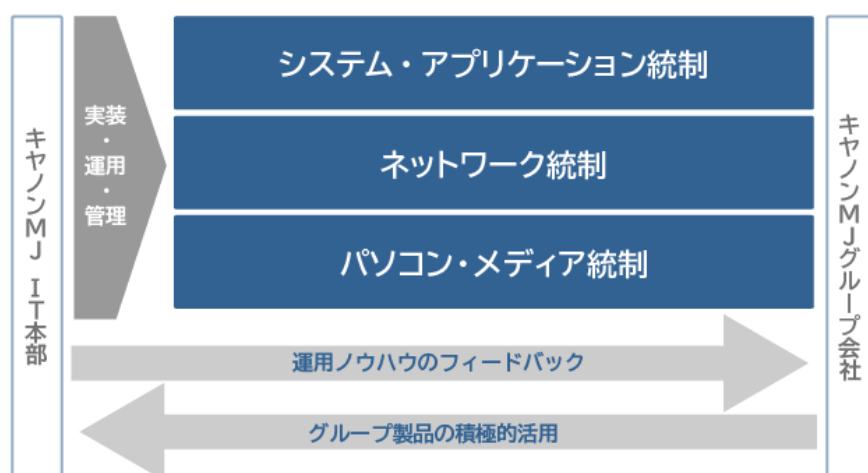 キヤノンMJ IT本部
実装
・
運用
・
管理
システム・アプリケーション統制
ネットワーク統制
パソコン・メディア統制
キヤノンMJグループ会社
運用ノウハウのフィードバック
グループ製品の積極的活用